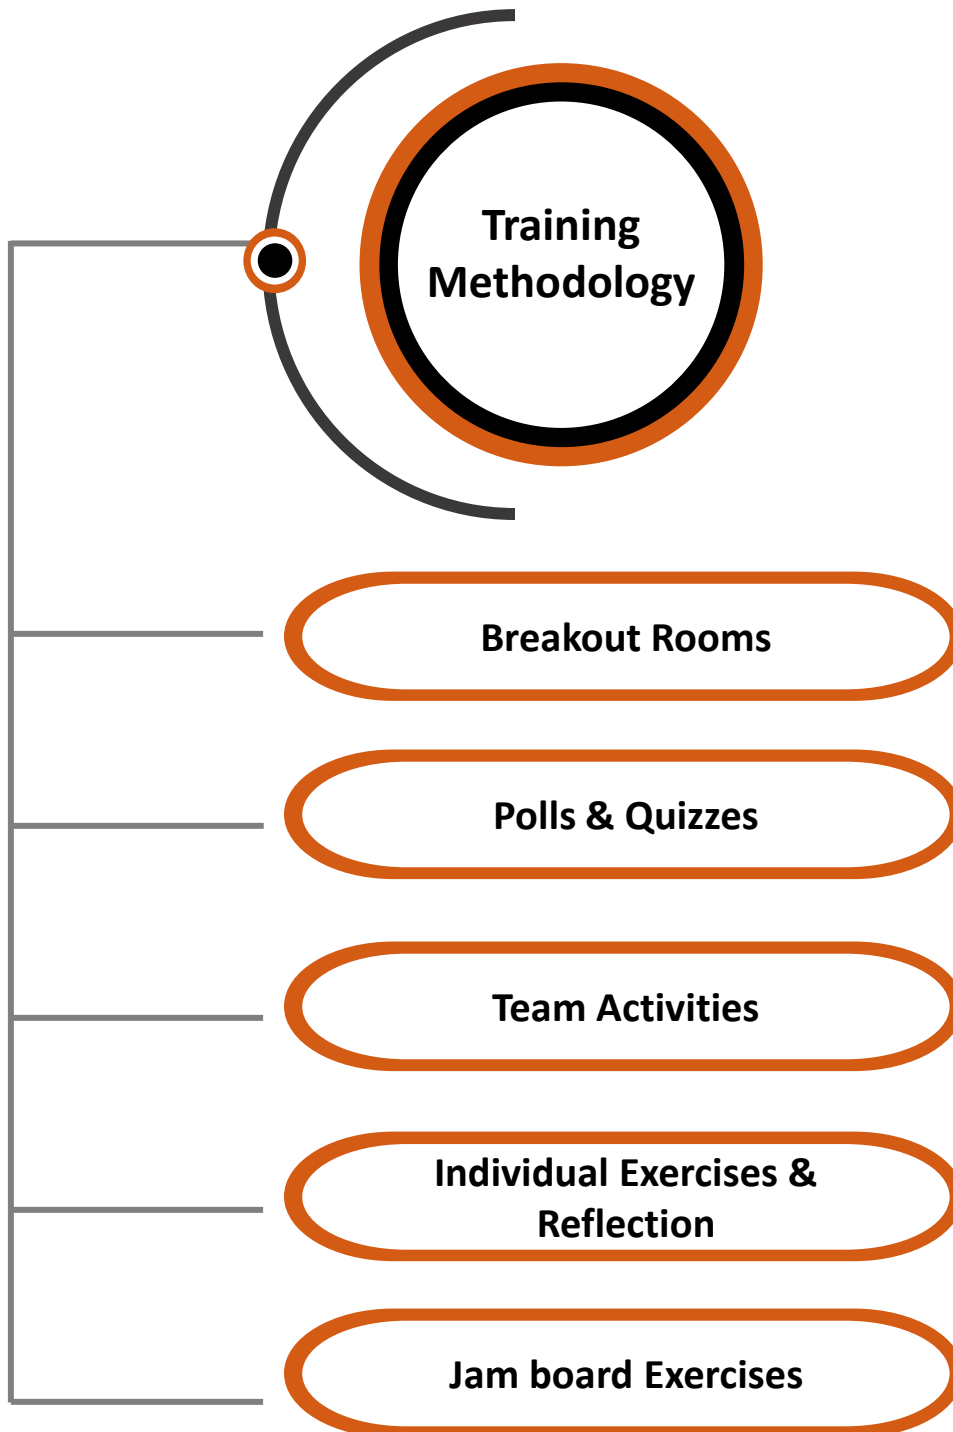 Training
Methodology
Breakout Rooms
Polls & Quizzes
Team Activities
Individual Exercises &
Reflection
Jam board Exercises